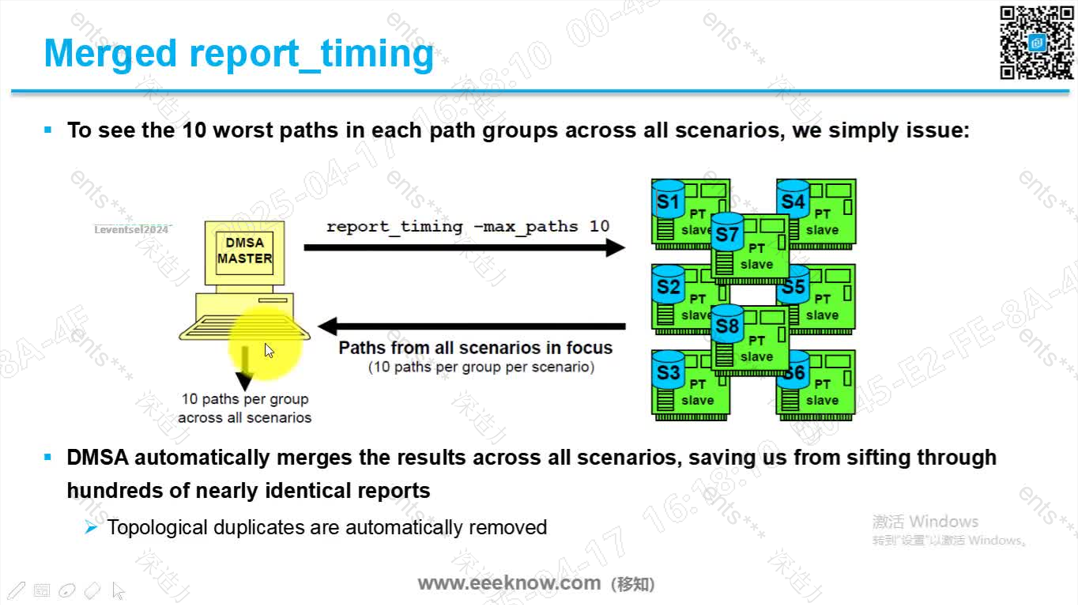 Merged report_timing
To see the 10 worst paths in each path groups across all scenarios, we simply issue:
Leventsel2024
DMSA
MASTER
report_timing -max_paths 10
Paths from all scenarios in focus
(10 paths per group per scenario)
10 paths per group
across all scenarios
S1
PT
slave
S4
PT
slave
S7
PT
slave
S2
PT
slave
S5
PT
slave
S8
PT
slave
S3
PT
slave
S6
PT
slave
DMSA automatically merges the results across all scenarios, saving us from sifting through
hundreds of nearly identical reports
Topological duplicates are automatically removed
激活 Windows
转到"设置"以激活 Windows。
www.eeeknow.com (移知)